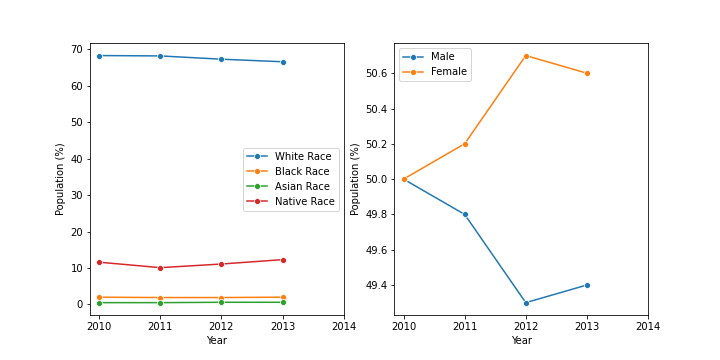 70
60
50
40
30
20
10
0
Population (%)
2010 2011 2012 2013 2014
Year
White Race
Black Race
Asian Race
Native Race
Male
Female
50.6
50.4
50.2
50.0
49.8
49.6
49.4
Population (%)
2010 2011 2012 2013 2014
Year